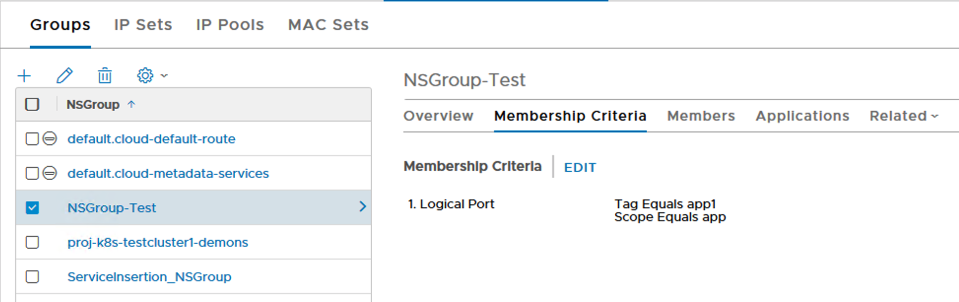 Groups IP Sets IP Pools MAC Sets
NSGroup
default.cloud-default-route
default.cloud-metadata-services
NSGroup-Test
proj-k8s-testcluster1-demons
ServiceInsertion_NSGroup
NSGroup-Test
Overview Membership Criteria Members Applications Related
Membership Criteria EDIT
1. Logical Port Tag Equals app1
Scope Equals app